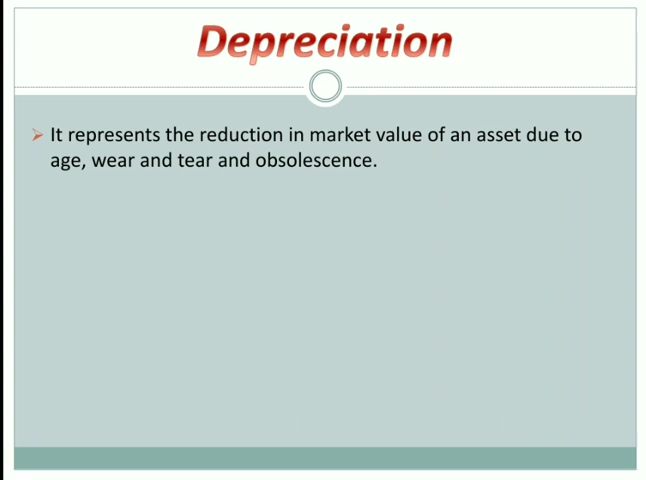 Depreciation
It represents the reduction in market value of an asset due to
age, wear and tear and obsolescence.